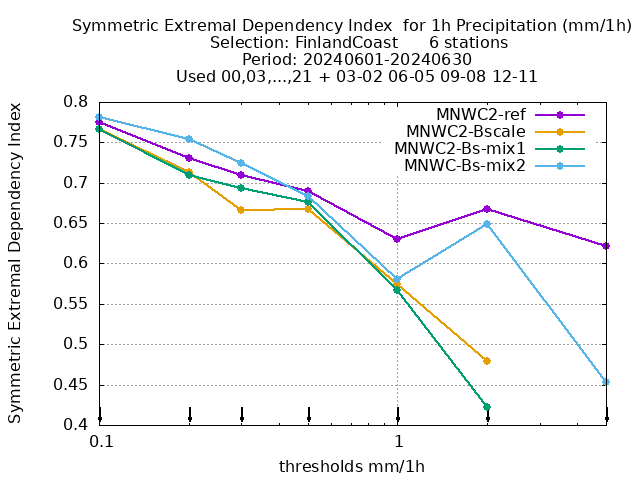 Symmetric Extremal Dependency Index  for 1h Precipitation (mm/1h)
Selection: FinlandCoast      6 stations
Period: 20240601-20240630
Used 00,03,...,21 + 03-02 06-05 09-08 12-11
Symmetric Extremal Dependency Index
0.8
0.75
0.7
0.65
0.6
0.55
0.5
0.45
0.4
MNWC2-ref
MNWC2-Bscale
MNWC2-Bs-mix1
MNWC-Bs-mix2
0.1
1
thresholds mm/1h